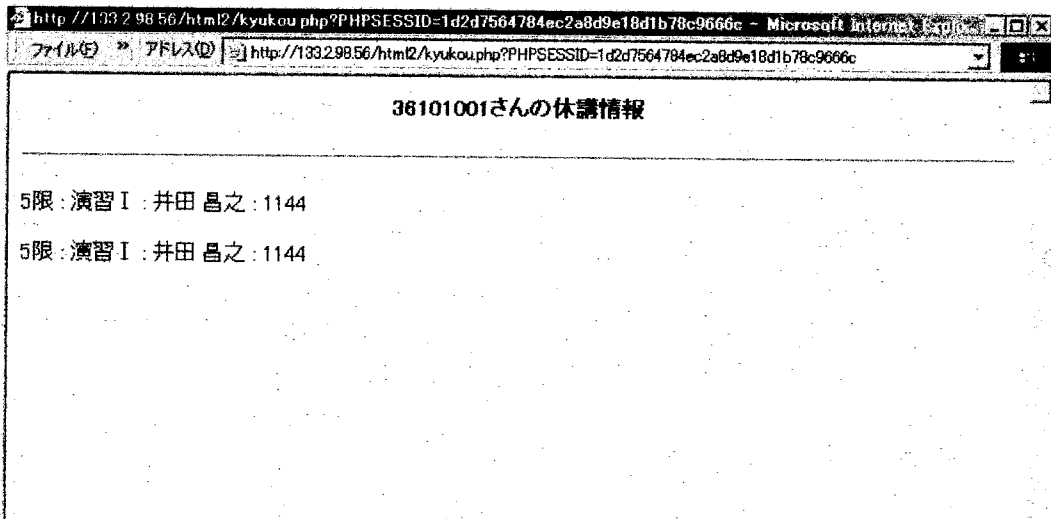 http://133.2.98.56/html2/kyukou.php?PHPSESSID=1d2d7564784ec2a8d9e18d1b78c9666c - Microsoft Internet Explorer
ファイル(F) » アドレス(D) http://133.2.98.56/html2/kyukou.php?PHPSESSID=1d2d7564784ec2a8d9e18d1b78c9666c
36101001さんの休講情報
5限 : 演習Ⅰ : 井田 昌之 : 1144
5限 : 演習Ⅰ : 井田 昌之 : 1144